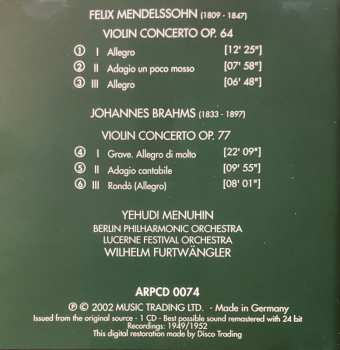 FELIX MENDELSSOHN (1809 - 1847)
VIOLIN CONCERTO OP. 64
① I Allegro [12' 25"]
② II Adagio un poco mosso [07' 58"]
③ III Allegro [06' 48"]
JOHANNES BRAHMS (1833 - 1897)
VIOLIN CONCERTO OP. 77
④ I Grave. Allegro di molto [22' 09"]
⑤ II Adagio cantabile [09' 55"]
⑥ III Rondò (Allegro) [08' 01"]
YEHUDI MENUHIN
BERLIN PHILHARMONIC ORCHESTRA
LUCERNE FESTIVAL ORCHESTRA
WILHELM FURTWÄNGLER
ARPCD 0074
℗ © 2002 MUSIC TRADING LTD. - Made in Germany
Issued from the original source - 1 CD - Best possible sound remastered with 24 bit
Recordings: 1949/1952
This digital restoration made by Disco Trading